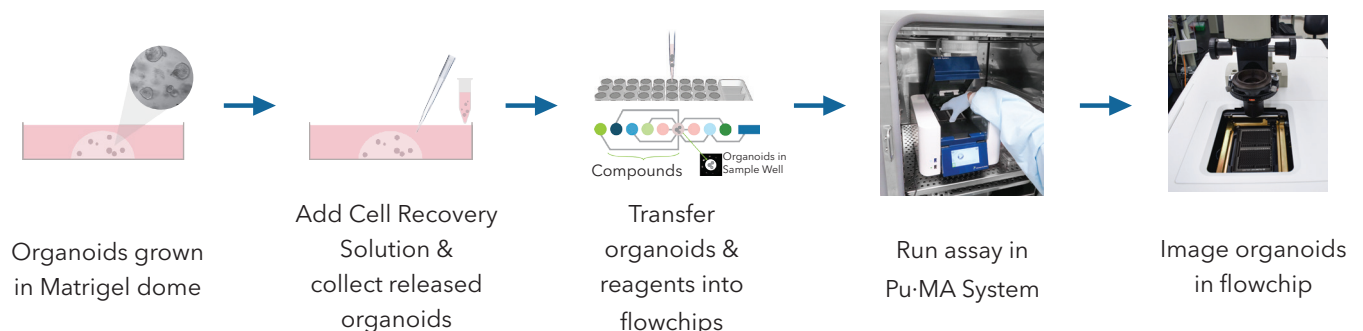 Compounds
Organoids in
Sample Well
Organoids grown
in Matrigel dome
Add Cell Recovery
Solution &
collect released
organoids
Transfer
organoids &
reagents into
flowchips
Run assay in
Pu·MA System
Image organoids
in flowchip